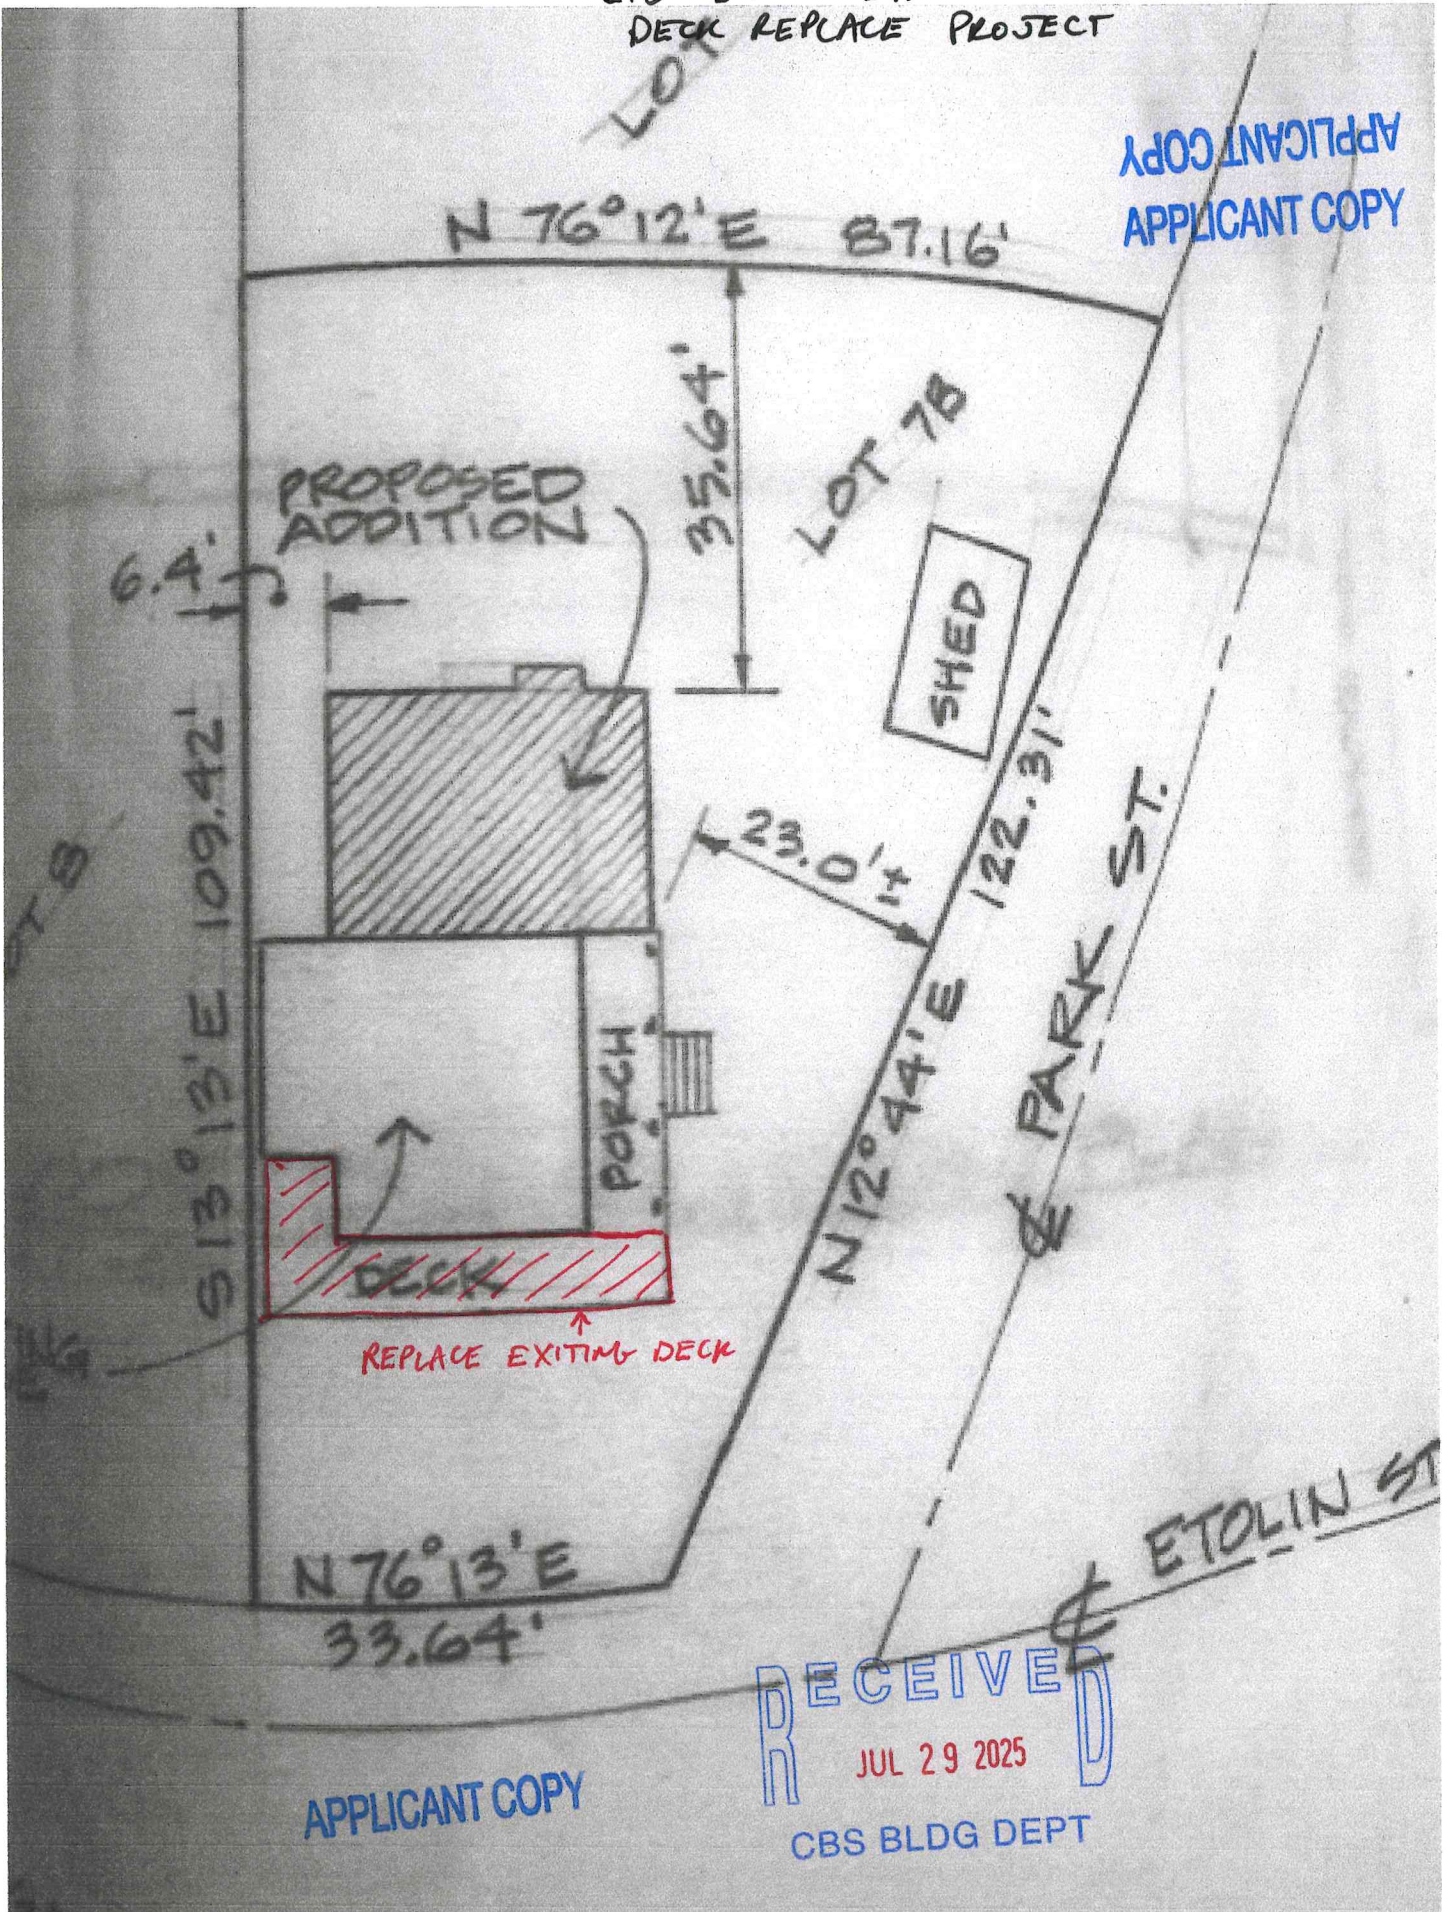 DECK REPLACE PROJECT
LOT
APPLICANT COPY
APPLICANT COPY
N 76°12'E 87.16'
35.64'
LOT 7B
PROPOSED
ADDITION
6.4'
SHED
S 13°13'E 109.42'
23.0'±
N 12°44'E 122.31'
℄ PARK ST.
PORCH
DECK
REPLACE EXITING DECK
℄ ETOLIN ST
N 76°13'E
33.64'
RECEIVED
JUL 29 2025
CBS BLDG DEPT
APPLICANT COPY